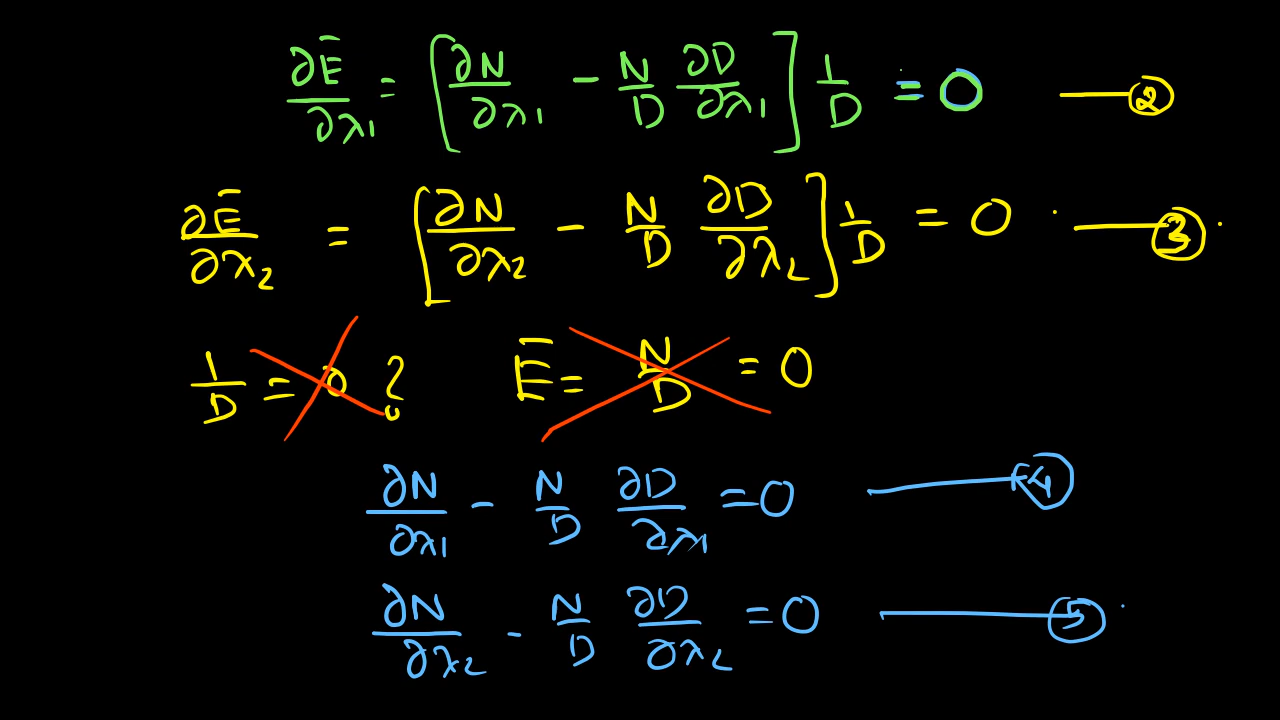 ∂Ē/∂λ₁ = [∂N/∂λ₁ − N/D ∂D/∂λ₁] 1/D = 0 —②
∂Ē/∂λ₂ = [∂N/∂λ₂ − N/D ∂D/∂λ₂] 1/D = 0 —③
1/D = 0 ? Ē = N/D = 0
∂N/∂λ₁ − N/D ∂D/∂λ₁ = 0 —④
∂N/∂λ₂ − N/D ∂D/∂λ₂ = 0 —⑤